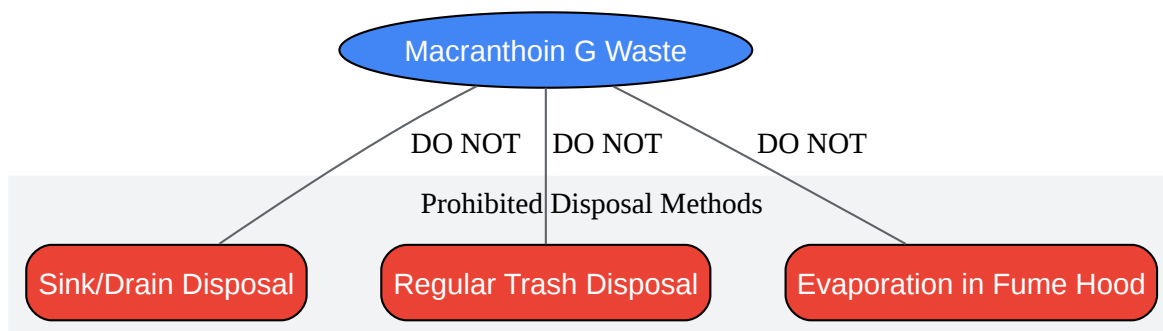 Macranthoin G Waste
DO NOT
DO NOT
DO NOT
Prohibited Disposal Methods
Sink/Drain Disposal
Regular Trash Disposal
Evaporation in Fume Hood